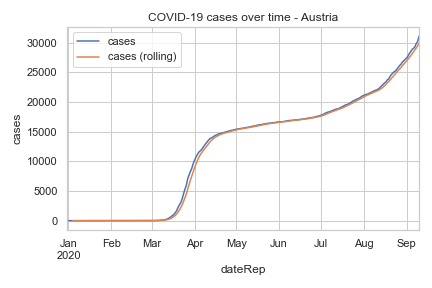 COVID-19 cases over time - Austria
cases
cases (rolling)
30000
25000
20000
15000
10000
5000
0
cases
Jan Feb Mar Apr May Jun Jul Aug Sep
2020
dateRep